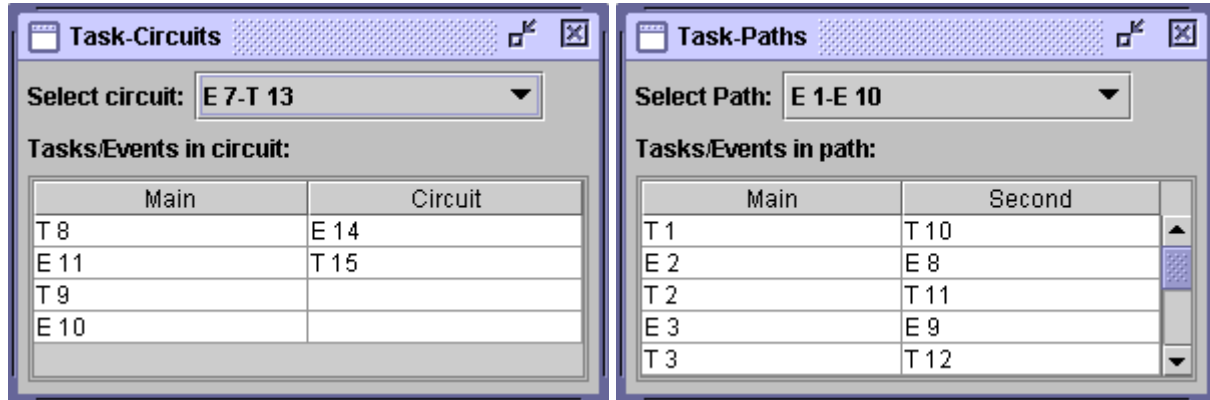 Task-Circuits
Select circuit: E 7-T 13
Tasks/Events in circuit:
Main Circuit
T 8 E 14
E 11 T 15
T 9
E 10
Task-Paths
Select Path: E 1-E 10
Tasks/Events in path:
Main Second
T 1 T 10
E 2 E 8
T 2 T 11
E 3 E 9
T 3 T 12